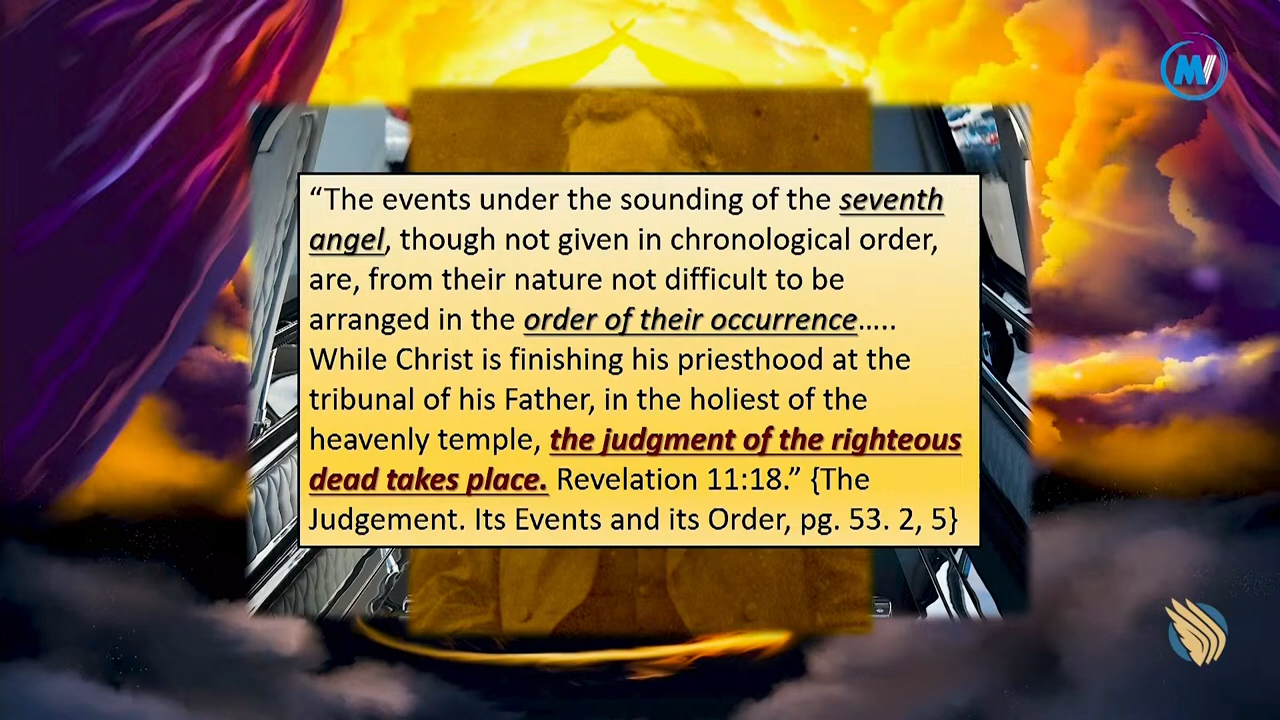 “The events under the sounding of the seventh
angel, though not given in chronological order,
are, from their nature not difficult to be
arranged in the order of their occurrence.....
While Christ is finishing his priesthood at the
tribunal of his Father, in the holiest of the
heavenly temple, the judgment of the righteous
dead takes place. Revelation 11:18.” {The
Judgement. Its Events and its Order, pg. 53. 2, 5}